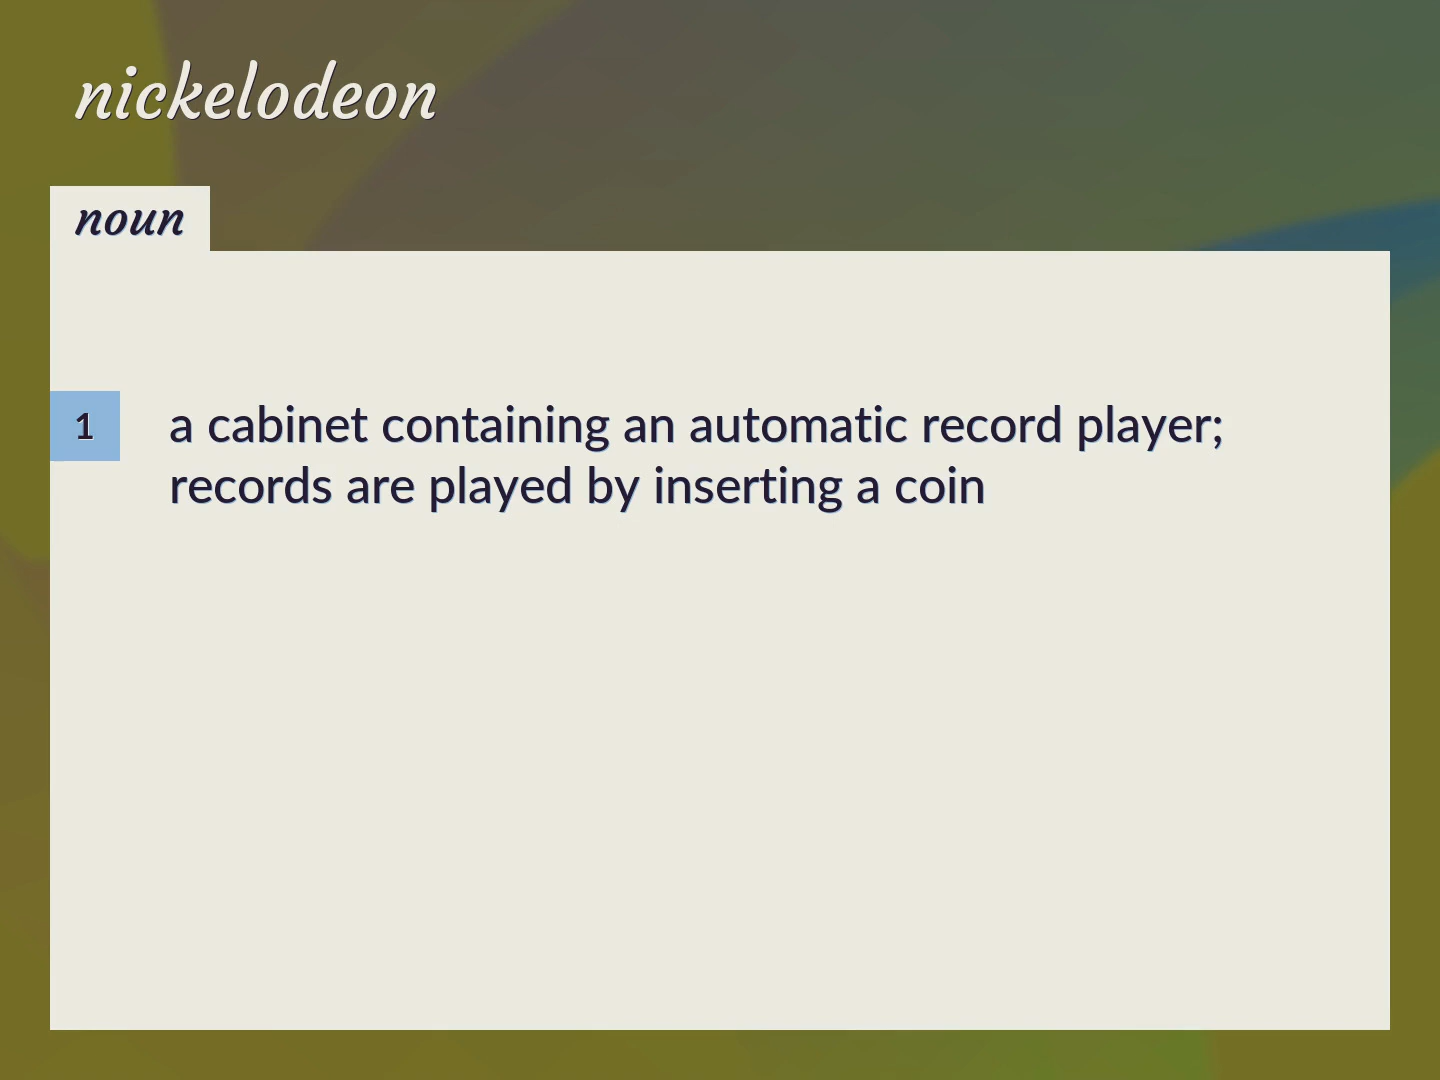 nickelodeon
noun
1
a cabinet containing an automatic record player;
records are played by inserting a coin